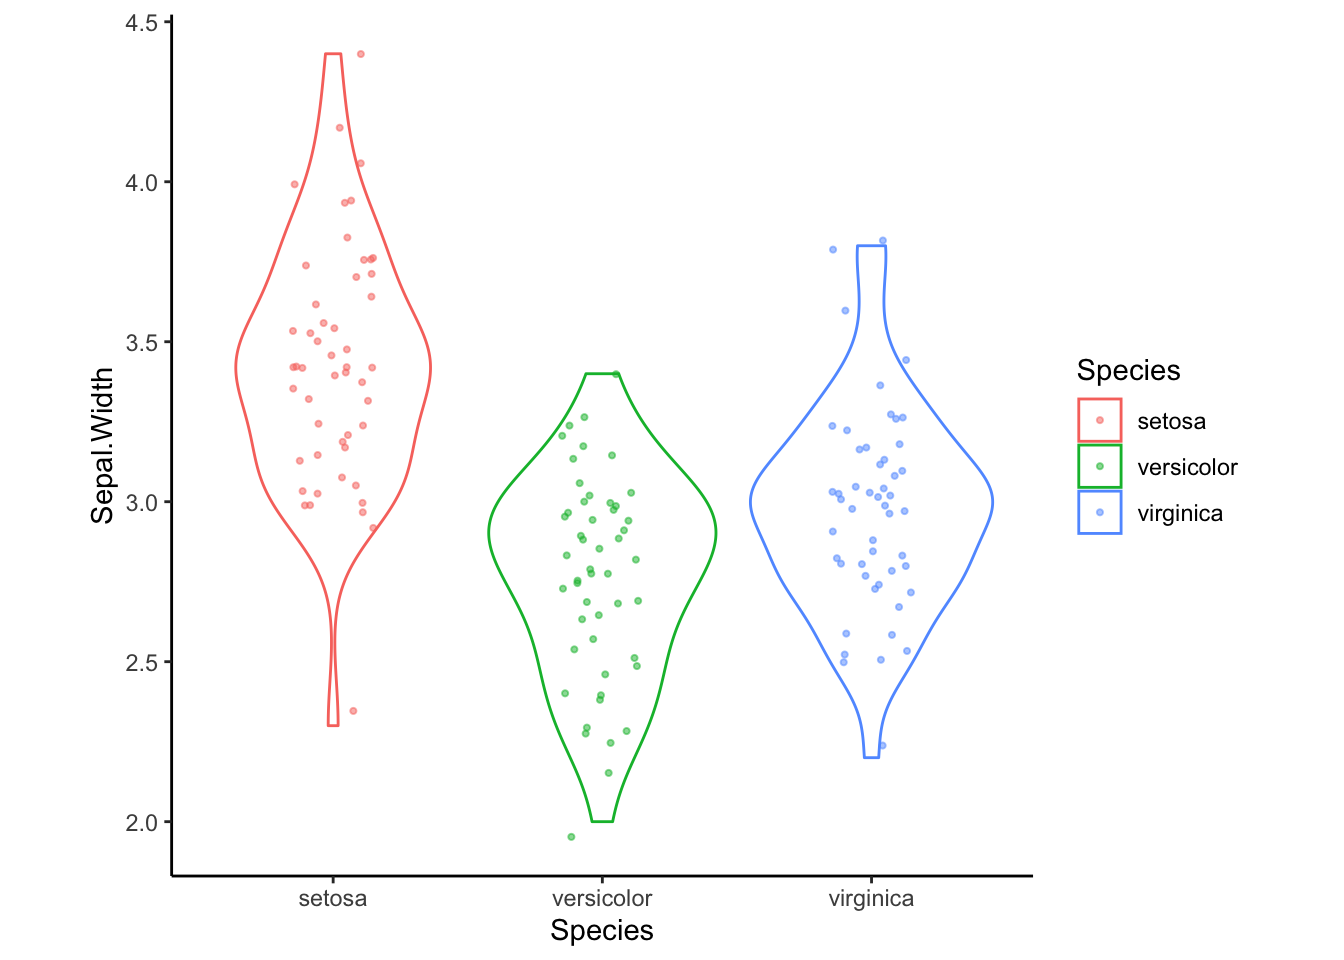 4.5
4.0
3.5
3.0
2.5
2.0
Sepal.Width
setosa versicolor virginica
Species
Species
setosa
versicolor
virginica